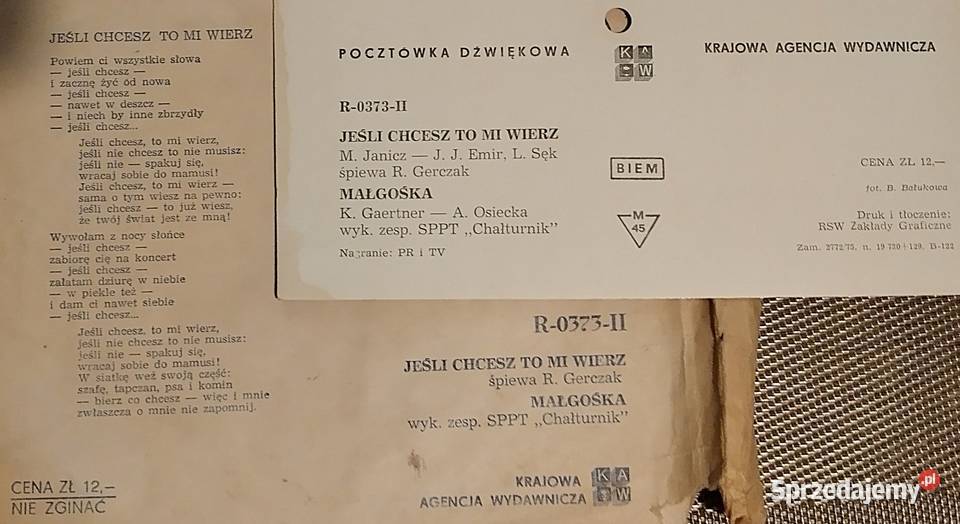 JEŚLI CHCESZ TO MI WIERZ
Powiem ci wszystkie słowa
— jeśli chcesz —
i zacznę żyć od nowa
— jeśli chcesz —
— nawet w deszcz —
— i niech by inne zbrzydły
— jeśli chcesz...
Jeśli chcesz, to mi wierz,
jeśli nie chcesz to nie musisz:
jeśli nie — spakuj się,
wracaj sobie do mamusi!
Jeśli chcesz, to mi wierz —
sama o tym wiesz na pewno:
jeśli chcesz — to już wiesz,
że twój świat jest ze mną!
Wywołam z nocy słońce
— jeśli chcesz —
zabiorę cię na koncert
— jeśli chcesz —
załatam dziurę w niebie
— w piekle też —
i dam ci nawet siebie
— jeśli chcesz...
Jeśli chcesz, to mi wierz,
jeśli nie chcesz to nie musisz:
jeśli nie — spakuj się,
wracaj sobie do mamusi!
W siatkę weź swoją część:
szafę, tapczan, psa i komin
— bierz co chcesz — więc i mnie
zwłaszcza o mnie nie zapomnij.
CENA ZŁ 12,—
NIE ZGINAĆ
POCZTÓWKA DŹWIĘKOWA
KAW
KRAJOWA AGENCJA WYDAWNICZA
R-0373-II
JEŚLI CHCESZ TO MI WIERZ
M. Janicz — J. J. Emir, L. Sęk
śpiewa R. Gerczak
MAŁGOŚKA
K. Gaertner — A. Osiecka
wyk. zesp. SPPT „Chałturnik"
Nagranie: PR i TV
BIEM
M
45
CENA ZŁ 12,—
fot. B. Bałukowa
Druk i tłoczenie:
RSW Zakłady Graficzne
Zam. 2772/75. n. 19 730+129. B-122
R-0373-II
JEŚLI CHCESZ TO MI WIERZ
śpiewa R. Gerczak
MAŁGOŚKA
wyk. zesp. SPPT „Chałturnik"
KRAJOWA
AGENCJA WYDAWNICZA
KAW
Sprzedajemy.pl